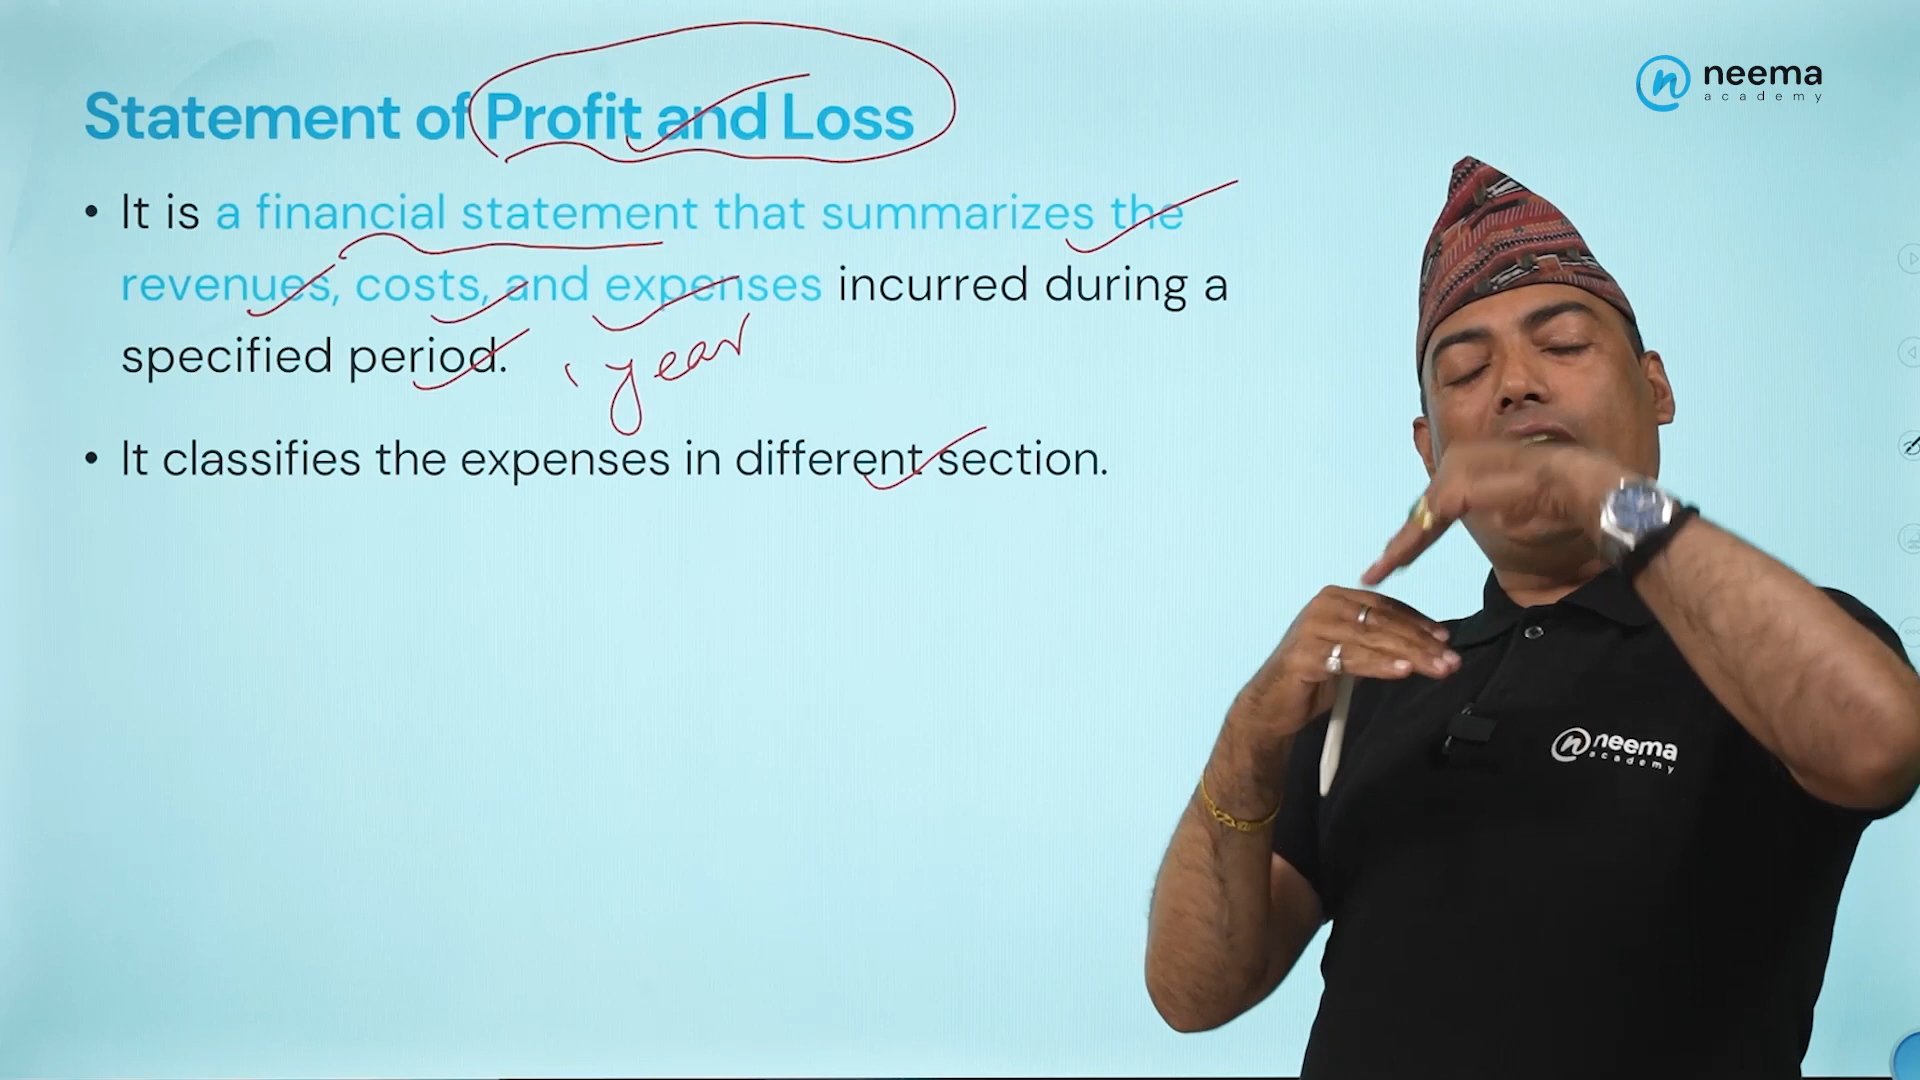 Statement of Profit and Loss
neema
academy
• It is a financial statement that summarizes the
revenues, costs, and expenses incurred during a
specified period.
1 year
• It classifies the expenses in different section.
neema
academy